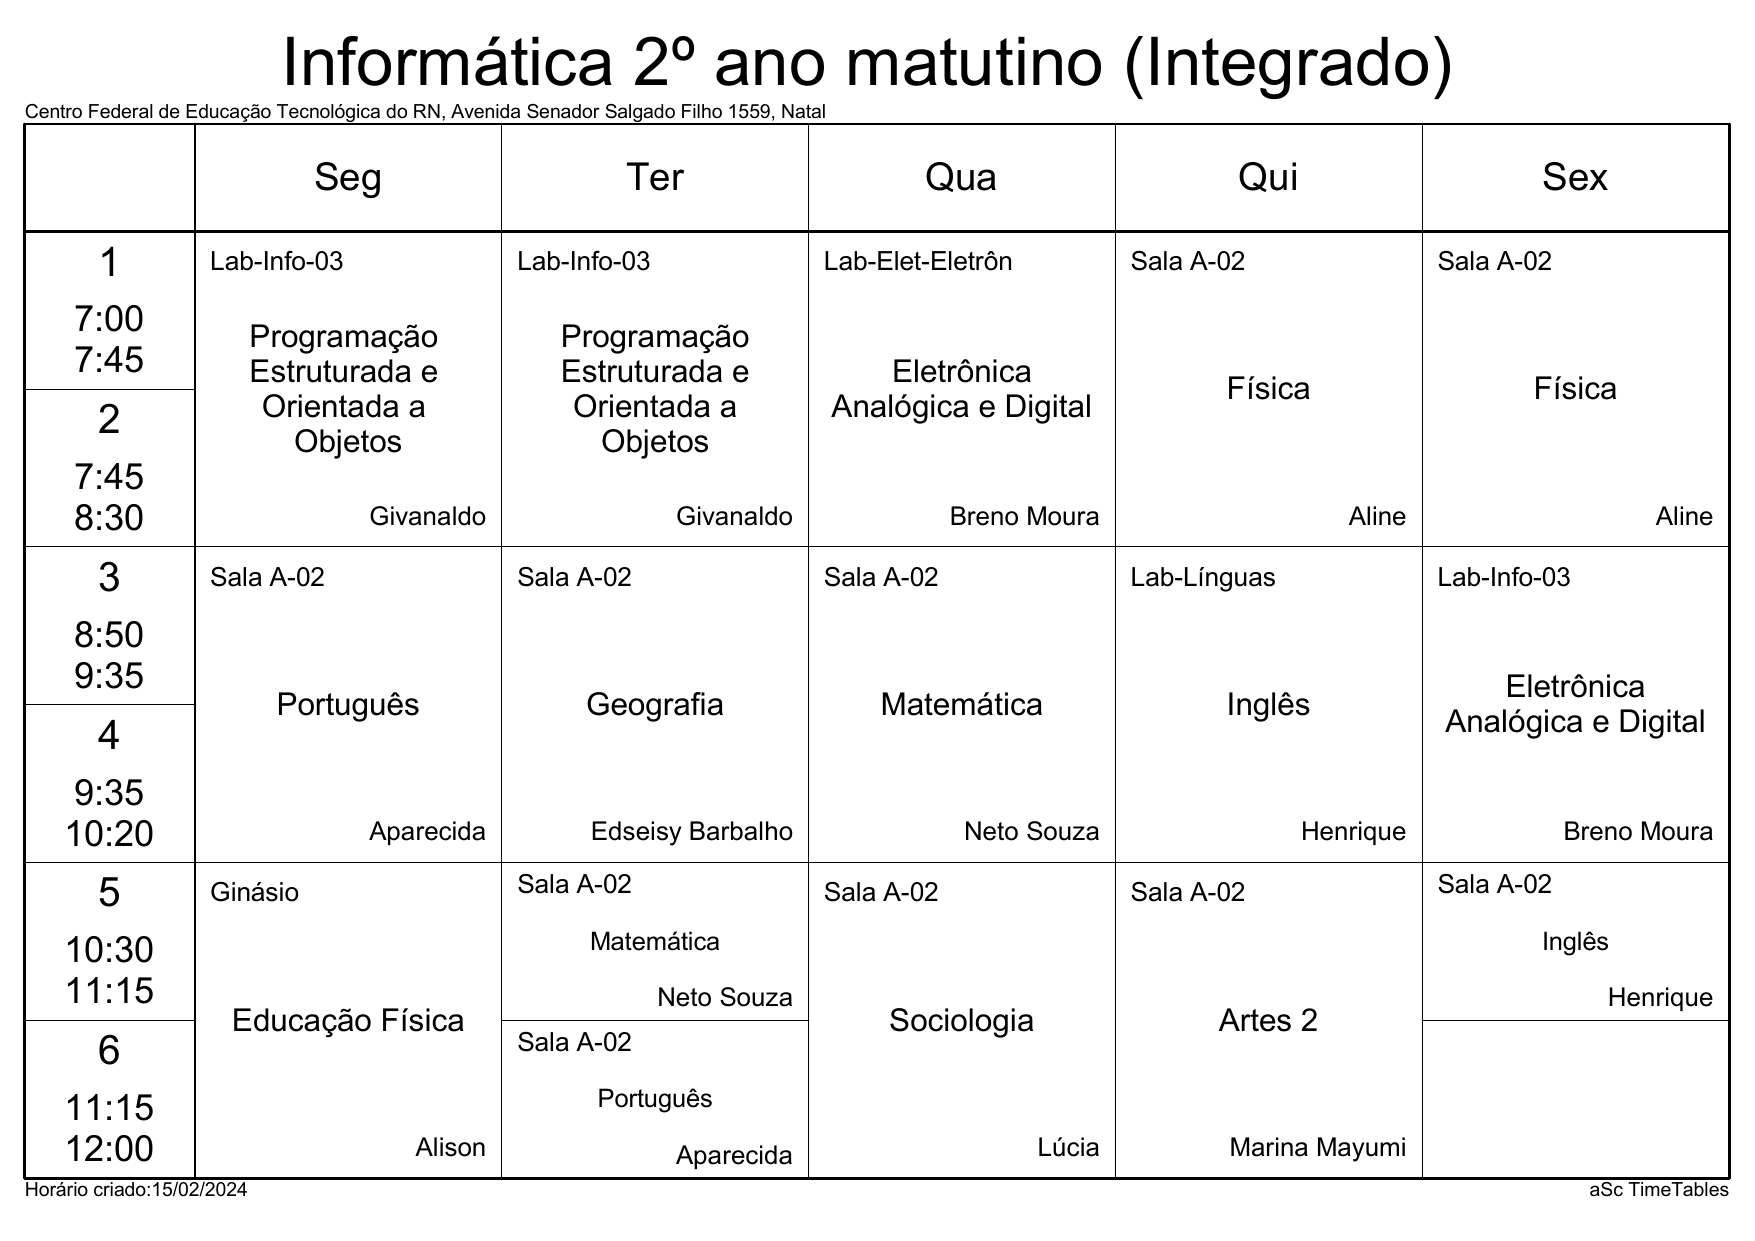 Informática 2º ano matutino (Integrado)
Centro Federal de Educação Tecnológica do RN, Avenida Senador Salgado Filho 1559, Natal
Seg
Ter
Qua
Qui
Sex
1
7:00
7:45
2
7:45
8:30
Lab-Info-03
Programação
Estruturada e
Orientada a
Objetos
Givanaldo
Lab-Info-03
Programação
Estruturada e
Orientada a
Objetos
Givanaldo
Lab-Elet-Eletrôn
Eletrônica
Analógica e Digital
Breno Moura
Sala A-02
Física
Aline
Sala A-02
Física
Aline
3
8:50
9:35
4
9:35
10:20
Sala A-02
Português
Aparecida
Sala A-02
Geografia
Edseisy Barbalho
Sala A-02
Matemática
Neto Souza
Lab-Línguas
Inglês
Henrique
Lab-Info-03
Eletrônica
Analógica e Digital
Breno Moura
5
10:30
11:15
6
11:15
12:00
Ginásio
Educação Física
Alison
Sala A-02
Matemática
Neto Souza
Sala A-02
Português
Aparecida
Sala A-02
Sociologia
Lúcia
Sala A-02
Artes 2
Marina Mayumi
Sala A-02
Inglês
Henrique
Horário criado:15/02/2024
aSc TimeTables